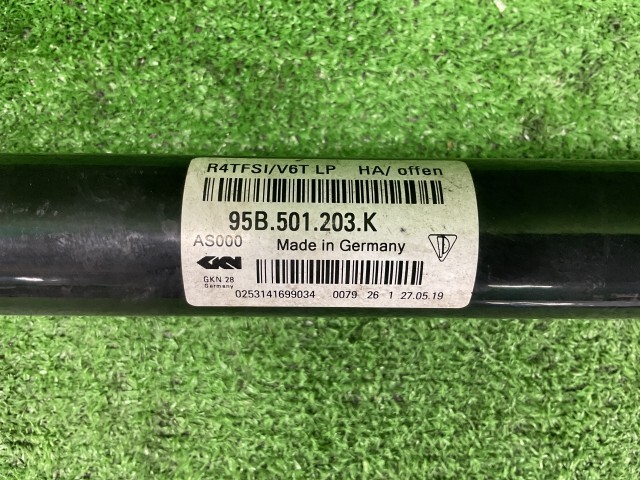 R4TFSI/V6T LP HA/ offen
95B.501.203.K
AS000 Made in Germany
GKN
GKN 28
Germany
0253141699034 0079 26 1 27.05.19